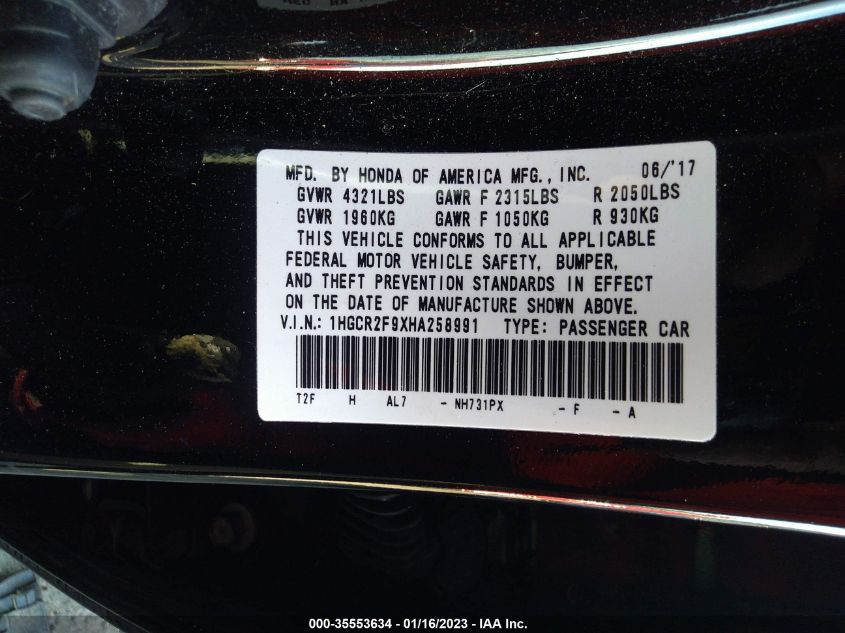 MFD. BY HONDA OF AMERICA MFG., INC. 06/'17
GVWR 4321LBS GAWR F 2315LBS R 2050LBS
GVWR 1960KG GAWR F 1050KG R 930KG
THIS VEHICLE CONFORMS TO ALL APPLICABLE
FEDERAL MOTOR VEHICLE SAFETY, BUMPER,
AND THEFT PREVENTION STANDARDS IN EFFECT
ON THE DATE OF MANUFACTURE SHOWN ABOVE.
V.I.N.: 1HGCR2F9XHA258991 TYPE: PASSENGER CAR
T2F H AL7 - NH731PX - F - A
000-35553634 - 01/16/2023 - IAA Inc.